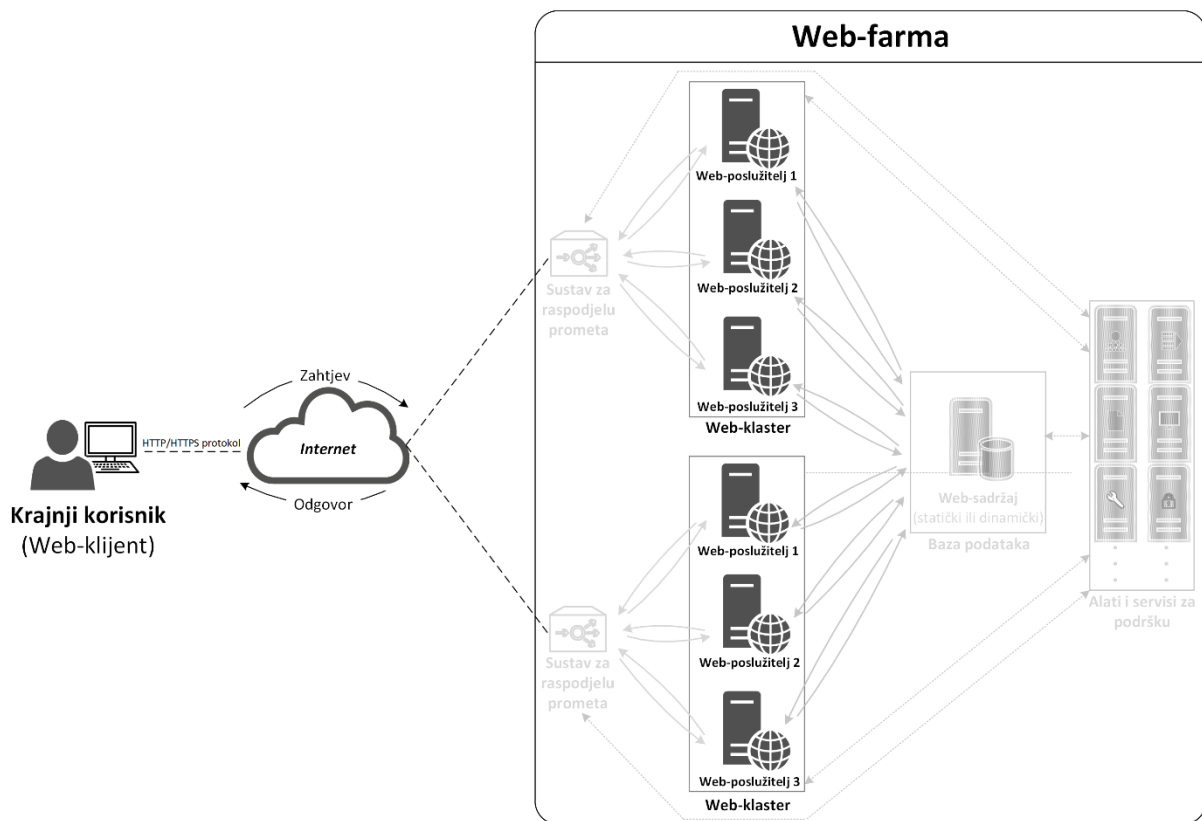 Web-farma
Web-poslužitelj 1
Web-poslužitelj 2
Web-poslužitelj 3
Web-klaster
Sustav za
raspodjelu
prometa
Zahtjev
HTTP/HTTPS protokol
Internet
Odgovor
Krajnji korisnik
(Web-klijent)
Web-sadržaj
(statički ili dinamički)
Baza podataka
Alati i servisi za
podršku
Web-poslužitelj 1
Web-poslužitelj 2
Web-poslužitelj 3
Web-klaster
Sustav za
raspodjelu
prometa